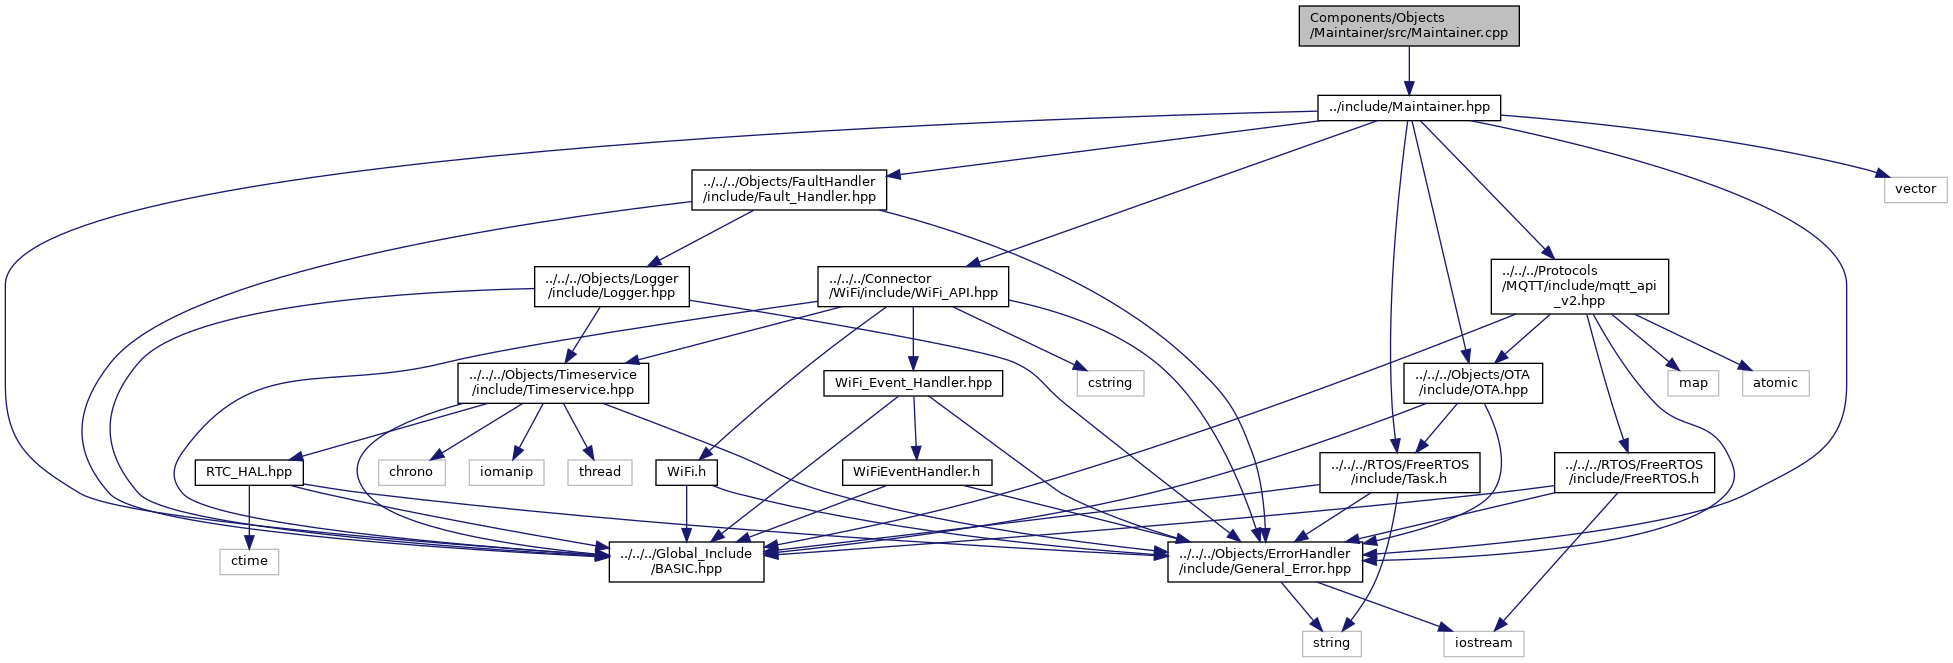 Components/Objects
/Maintainer/src/Maintainer.cpp
../include/Maintainer.hpp
../../../Objects/FaultHandler
/include/Fault_Handler.hpp
vector
../../../Objects/Logger
/include/Logger.hpp
../../../Connector
/WiFi/include/WiFi_API.hpp
../../../Protocols
/MQTT/include/mqtt_api
_v2.hpp
../../../Objects/Timeservice
/include/Timeservice.hpp
WiFi_Event_Handler.hpp
cstring
../../../Objects/OTA
/include/OTA.hpp
map
atomic
RTC_HAL.hpp
chrono
iomanip
thread
WiFi.h
WiFiEventHandler.h
../../../RTOS/FreeRTOS
/include/Task.h
../../../RTOS/FreeRTOS
/include/FreeRTOS.h
ctime
../../../Global_Include
/BASIC.hpp
../../../Objects/ErrorHandler
/include/General_Error.hpp
string
iostream